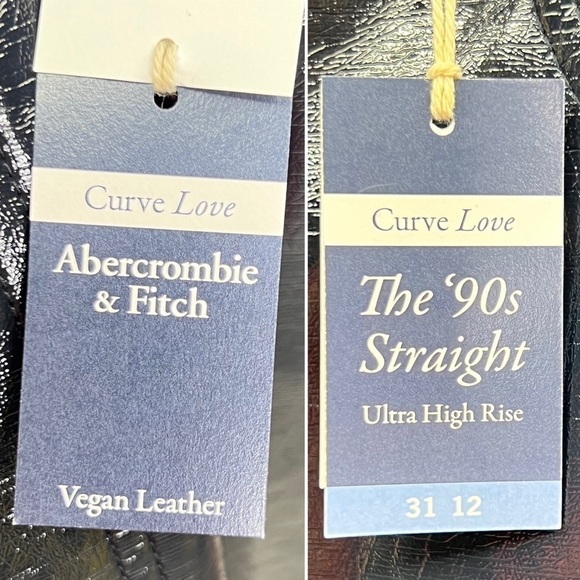 Curve Love
Abercrombie
& Fitch
Vegan Leather
Curve Love
The ‘90s
Straight
Ultra High Rise
31 12